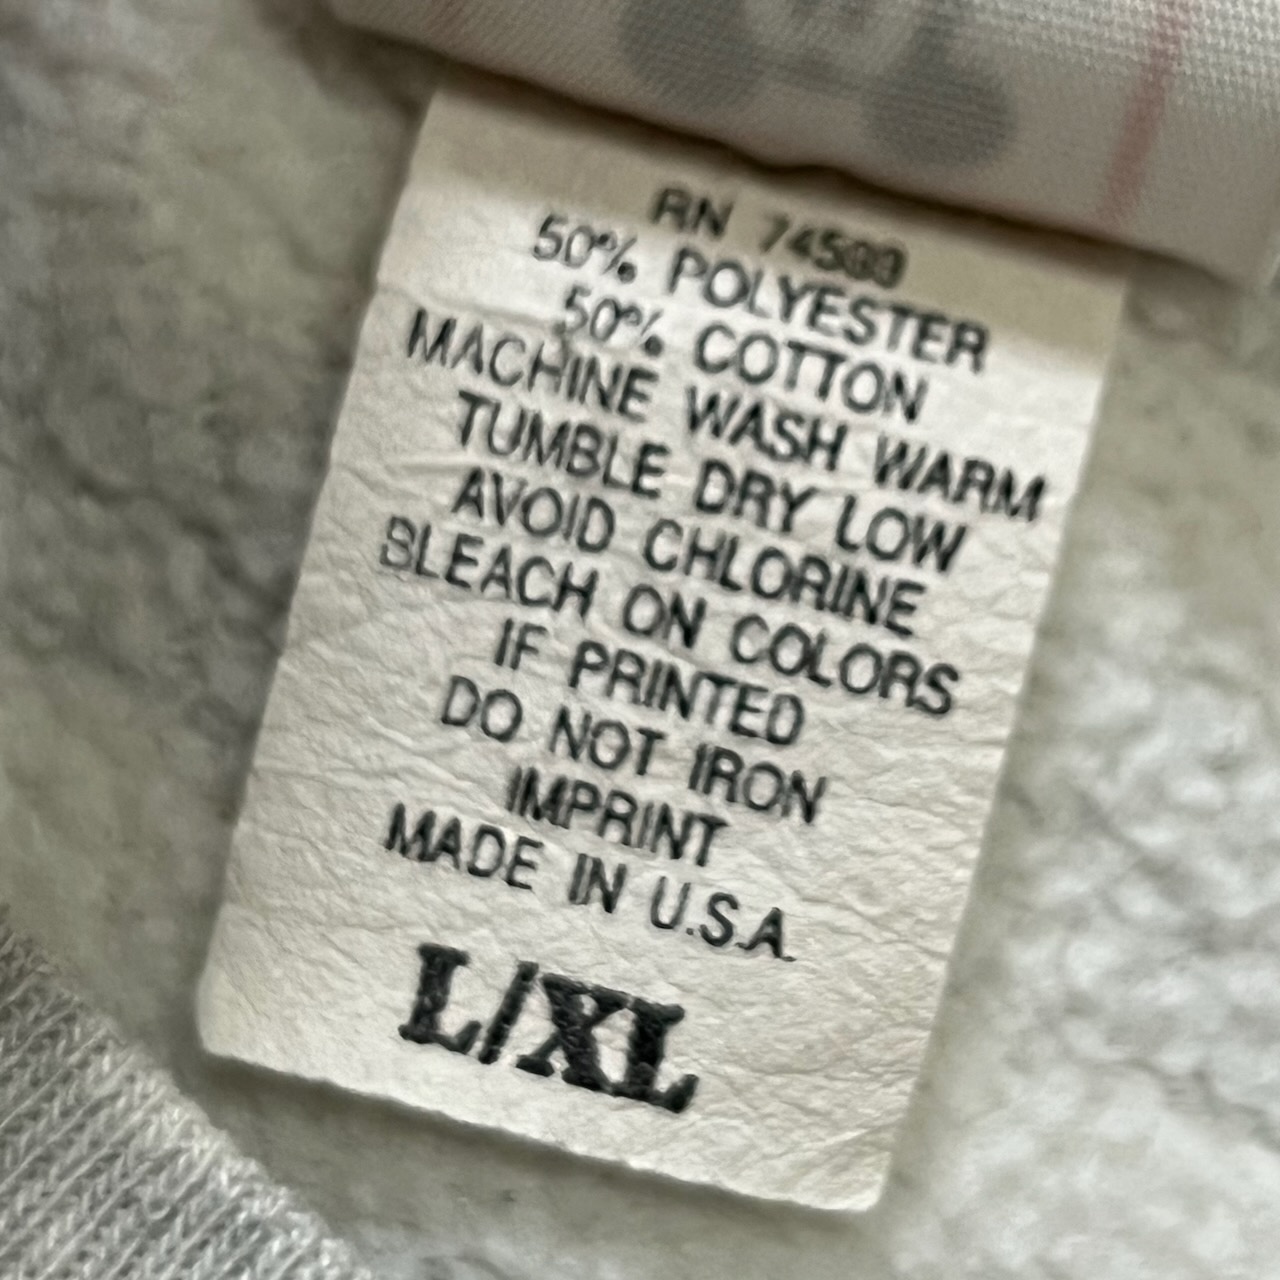 RN
50% POLYESTER
50% COTTON
MACHINE WASH WARM
TUMBLE DRY LOW
AVOID CHLORINE
BLEACH ON COLORS
IF PRINTED
DO NOT IRON
IMPRINT
MADE IN U.S.A.
L/XL